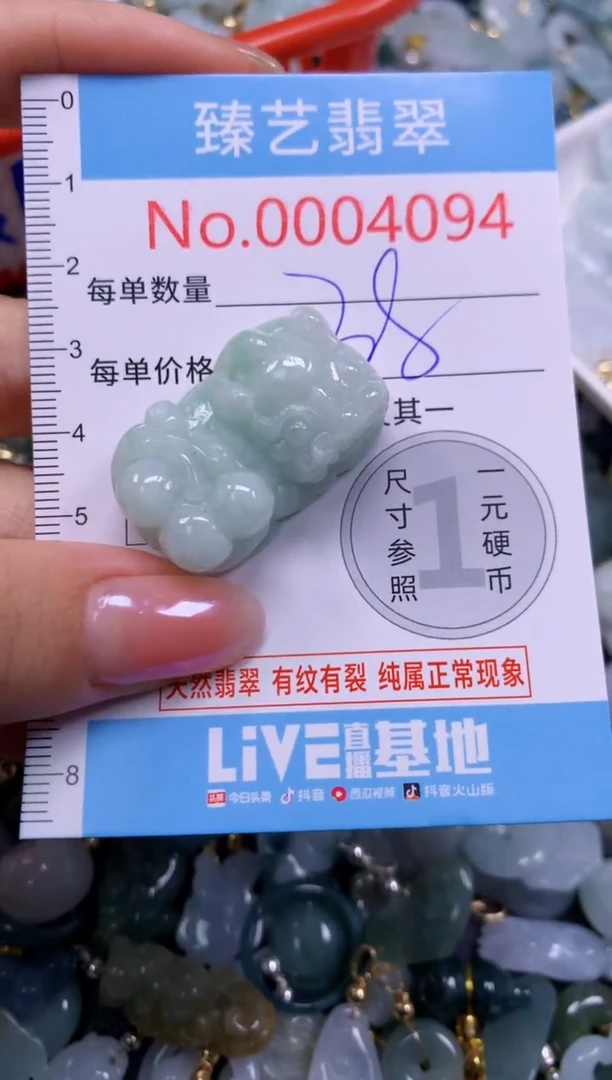 臻艺翡翠
No.0004094
每单数量
每单价格
其一
尺寸参照
1
一元硬币
天然翡翠 有纹有裂 纯属正常现象
LiVE直播基地
头条 今日头条 抖音 西瓜视频 抖音火山版
0
1
2
3
4
5
8